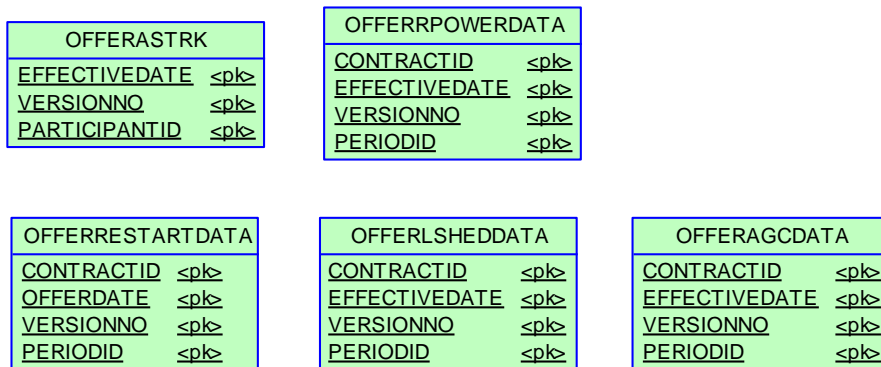 OFFERASTRK
EFFECTIVEDATE <pk>
VERSIONNO <pk>
PARTICIPANTID <pk>
OFFERRPOWERDATA
CONTRACTID <pk>
EFFECTIVEDATE <pk>
VERSIONNO <pk>
PERIODID <pk>
OFFERRESTARTDATA
CONTRACTID <pk>
OFFERDATE <pk>
VERSIONNO <pk>
PERIODID <pk>
OFFERLSHEDDATA
CONTRACTID <pk>
EFFECTIVEDATE <pk>
VERSIONNO <pk>
PERIODID <pk>
OFFERAGCDATA
CONTRACTID <pk>
EFFECTIVEDATE <pk>
VERSIONNO <pk>
PERIODID <pk>